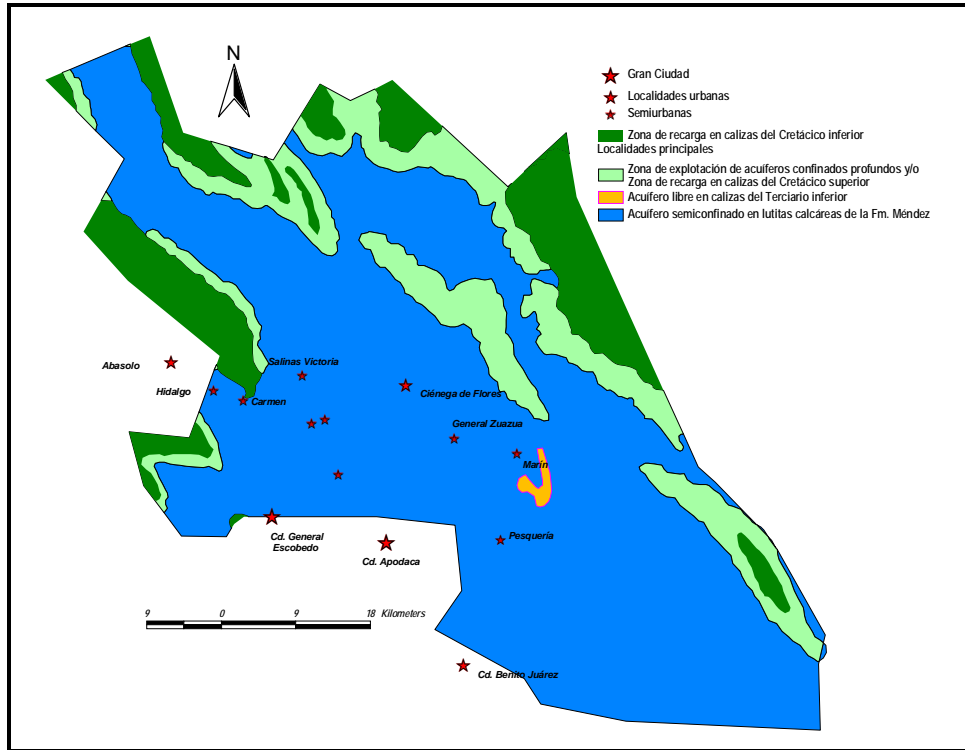 N
Gran Ciudad
Localidades urbanas
Semiurbanas
Zona de recarga en calizas del Cretácico inferior
Localidades principales
Zona de explotación de acuíferos confinados profundos y/o
Zona de recarga en calizas del Cretácico superior
Acuífero libre en calizas del Terciario inferior
Acuífero semiconfinado en lutitas calcáreas de la Fm. Méndez
Abasolo
Salinas Victoria
Hidalgo
Carmen
Ciénega de Flores
General Zuazua
Marín
Cd. General
Escobedo
Cd. Apodaca
Pesquería
9 0 9 18 Kilometers
Cd. Benito Juárez